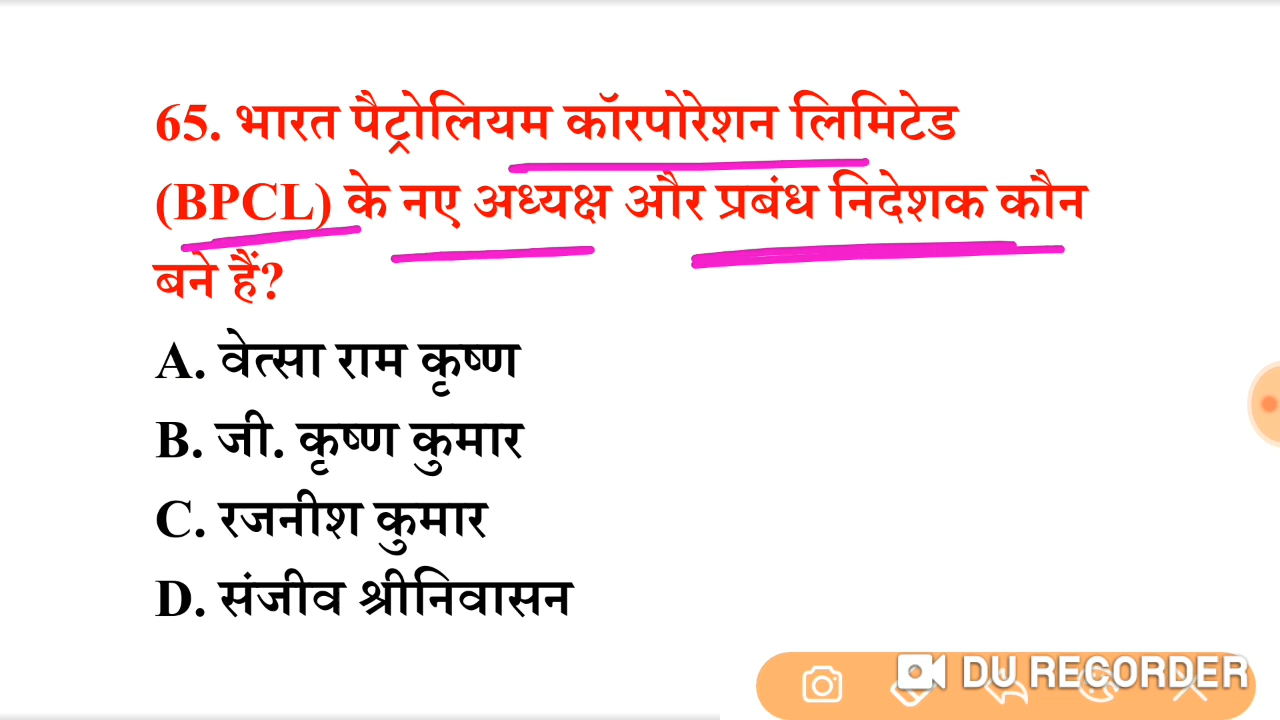 65. भारत पैट्रोलियम कॉरपोरेशन लिमिटेड
(BPCL) के नए अध्यक्ष और प्रबंध निदेशक कौन
बने हैं?
A. वेत्सा राम कृष्ण
B. जी. कृष्ण कुमार
C. रजनीश कुमार
D. संजीव श्रीनिवासन
DU RECORDER